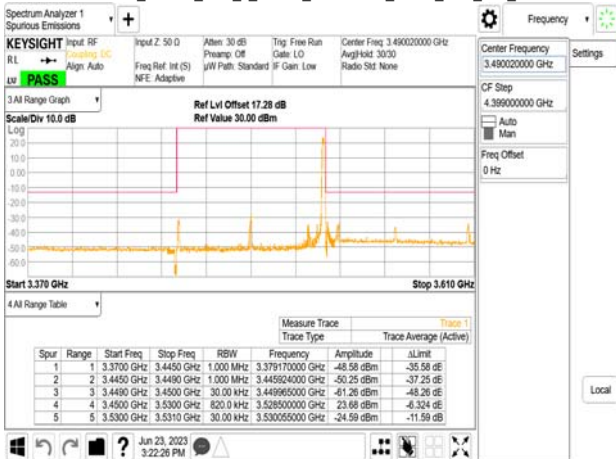 Spectrum Analyzer 1
Spurious Emissions
Frequency
KEYSIGHT Input: RF Input Z: 50 Ω Atten: 30 dB Trig: Free Run Center Freq: 3.490020000 GHz
RL Coupling: DC Preamp: Off Gate: LO Avg|Hold: 30/30
Align: Auto Freq Ref: Int (S) µW Path: Standard IF Gain: Low Radio Std: None
LV PASS NFE: Adaptive
Center Frequency
3.490020000 GHz
Settings
CF Step
4.399000000 GHz
Auto
Man
Freq Offset
0 Hz
Local
3 All Range Graph
Ref Lvl Offset 17.28 dB
Scale/Div 10.0 dB Ref Value 30.00 dBm
Log
20.0
10.0
0.00
-10.0
-20.0
-30.0
-40.0
-50.0
-60.0
Start 3.370 GHz Stop 3.610 GHz
4 All Range Table
Measure Trace Trace 1
Trace Type Trace Average (Active)
Spur Range Start Freq Stop Freq RBW Frequency Amplitude ΔLimit
1 1 3.3700 GHz 3.4450 GHz 1.000 MHz 3.379170000 GHz -48.58 dBm -35.58 dB
2 2 3.4450 GHz 3.4490 GHz 1.000 MHz 3.445924000 GHz -50.25 dBm -37.25 dB
3 3 3.4490 GHz 3.4500 GHz 30.00 kHz 3.449965000 GHz -61.26 dBm -48.26 dB
4 4 3.4500 GHz 3.5300 GHz 820.0 kHz 3.528500000 GHz 23.68 dBm -6.324 dB
5 5 3.5300 GHz 3.5310 GHz 30.00 kHz 3.530055000 GHz -24.59 dBm -11.59 dB
Jun 23, 2023
3:22:26 PM